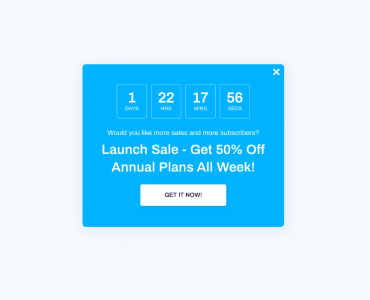 1 22 17 56
DAYS HRS MINS SECS
Would you like more sales and more subscribers?
Launch Sale - Get 50% Off
Annual Plans All Week!
GET IT NOW!